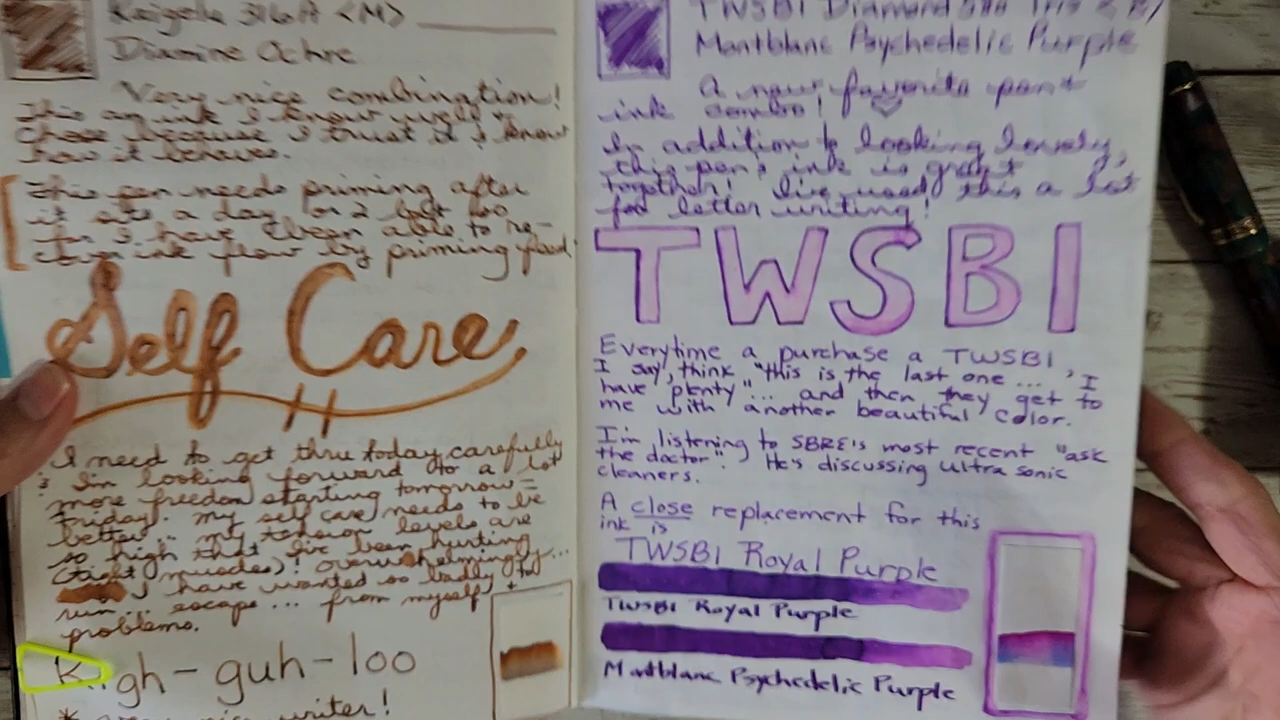 Kaigelu 316A <M>
Diamine Ochre
Very nice combination!
This an ink I know well +
chose because I trust it & know
how it behaves.
This pen needs priming after
it sits a day or 2 but so
far I have been able to re-
ink flow by priming feed.
Self Care
I need to get thru today carefully
I'm looking forward to a lot
more freedom starting tomorrow-
Friday. My self care needs to be
better... my tension levels are
so high that I've been hurting
(tight muscles)! overwhelmingly...
I have wanted so badly to
run... escape... from myself +
problems.
K gh-guh-loo
* very nice writer!
TWSBI Diamond 580 Iris <B>
Montblanc Psychedelic Purple
A new favorite pen +
ink combo!
In addition to looking lovely,
this pen & ink is great
together! I've used this a lot
for letter writing!
TWSBI
Everytime a purchase a TWSBI,
I say/think "this is the last one... I
have plenty"... and then they get to
me with another beautiful color.
I'm listening to SBRE's most recent "ask
the doctor". He's discussing ultra sonic
cleaners.
A close replacement for this
ink is
TWSBI Royal Purple
TWSBI Royal Purple
Montblanc Psychedelic Purple